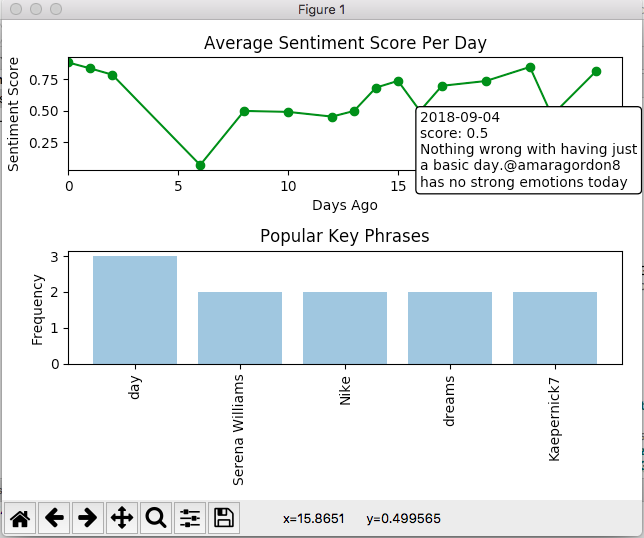 Figure 1
Average Sentiment Score Per Day
Sentiment Score
0.75
0.50
0.25
0 5 10 15
Days Ago
2018-09-04
score: 0.5
Nothing wrong with having just
a basic day.@amaragordon8
has no strong emotions today
Popular Key Phrases
Frequency
3
2
1
0
day
Serena Williams
Nike
dreams
Kaepernick7
x=15.8651 y=0.499565